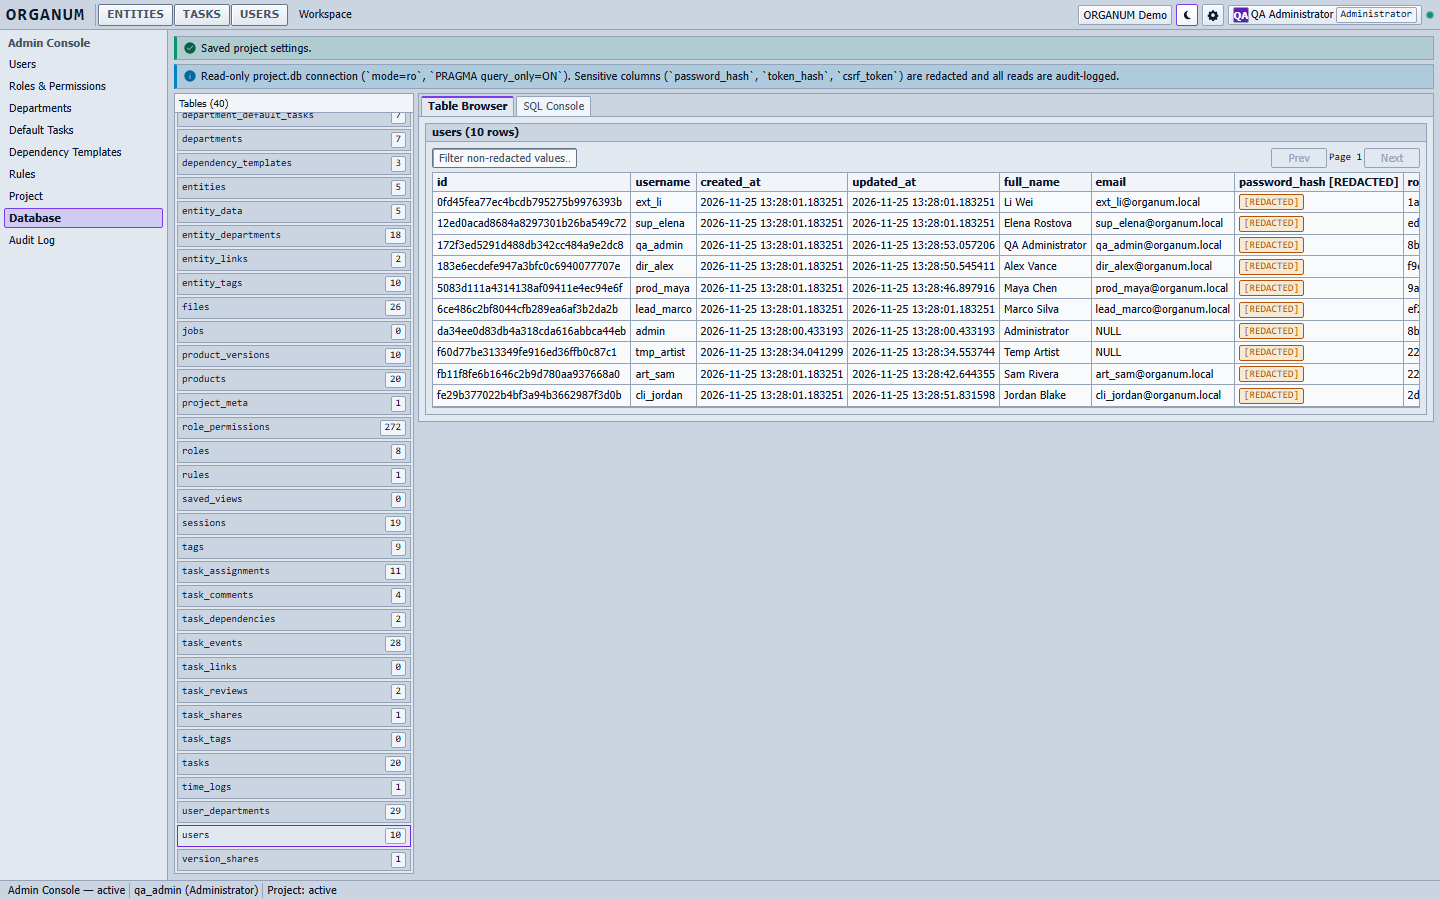 ORGANUM ENTITIES TASKS USERS Workspace ORGANUM Demo QA QA Administrator Administrator
Admin Console
Users
Roles & Permissions
Departments
Default Tasks
Dependency Templates
Rules
Project
Database
Audit Log
Saved project settings.
Read-only project.db connection (`mode=ro`, `PRAGMA query_only=ON`). Sensitive columns (`password_hash`, `token_hash`, `csrf_token`) are redacted and all reads are audit-logged.
Tables (40)
department_default_tasks 7
departments 7
dependency_templates 3
entities 5
entity_data 5
entity_departments 18
entity_links 2
entity_tags 10
files 26
jobs 0
product_versions 10
products 20
project_meta 1
role_permissions 272
roles 8
rules 1
saved_views 0
sessions 19
tags 9
task_assignments 11
task_comments 4
task_dependencies 2
task_events 28
task_links 0
task_reviews 2
task_shares 1
task_tags 0
tasks 20
time_logs 1
user_departments 29
users 10
version_shares 1
Table Browser SQL Console
users (10 rows)
Filter non-redacted values.. Prev Page 1 Next
id username created_at updated_at full_name email password_hash [REDACTED] ro
0fd45fea77ec4bcdb795275b9976393b ext_li 2026-11-25 13:28:01.183251 2026-11-25 13:28:01.183251 Li Wei ext_li@organum.local [REDACTED] 1a
12ed0acad8684a8297301b26ba549c72 sup_elena 2026-11-25 13:28:01.183251 2026-11-25 13:28:01.183251 Elena Rostova sup_elena@organum.local [REDACTED] ed
172f3ed5291d488db342cc484a9e2dc8 qa_admin 2026-11-25 13:28:01.183251 2026-11-25 13:28:53.057206 QA Administrator qa_admin@organum.local [REDACTED] 8b
183e6ecdefe947a3bfc0c6940077707e dir_alex 2026-11-25 13:28:01.183251 2026-11-25 13:28:50.545411 Alex Vance dir_alex@organum.local [REDACTED] f9
5083d111a4314138af09411e4ec94e6f prod_maya 2026-11-25 13:28:01.183251 2026-11-25 13:28:46.897916 Maya Chen prod_maya@organum.local [REDACTED] 9a
6ce486c2bf8044cfb289ea6af3b2da2b lead_marco 2026-11-25 13:28:01.183251 2026-11-25 13:28:01.183251 Marco Silva lead_marco@organum.local [REDACTED] ef
da34ee0d83db4a318cda616abbca44eb admin 2026-11-25 13:28:00.433193 2026-11-25 13:28:00.433193 Administrator NULL [REDACTED] 8b
f60d77be313349fe916ed36ffb0c87c1 tmp_artist 2026-11-25 13:28:34.041299 2026-11-25 13:28:34.553744 Temp Artist NULL [REDACTED] 22
fb11f8fe6b1646c2b9d780aa937668a0 art_sam 2026-11-25 13:28:01.183251 2026-11-25 13:28:42.644355 Sam Rivera art_sam@organum.local [REDACTED] 22
fe29b377022b4bf3a94b3662987f3d0b cli_jordan 2026-11-25 13:28:01.183251 2026-11-25 13:28:51.831598 Jordan Blake cli_jordan@organum.local [REDACTED] 2d
Admin Console — active qa_admin (Administrator) Project: active